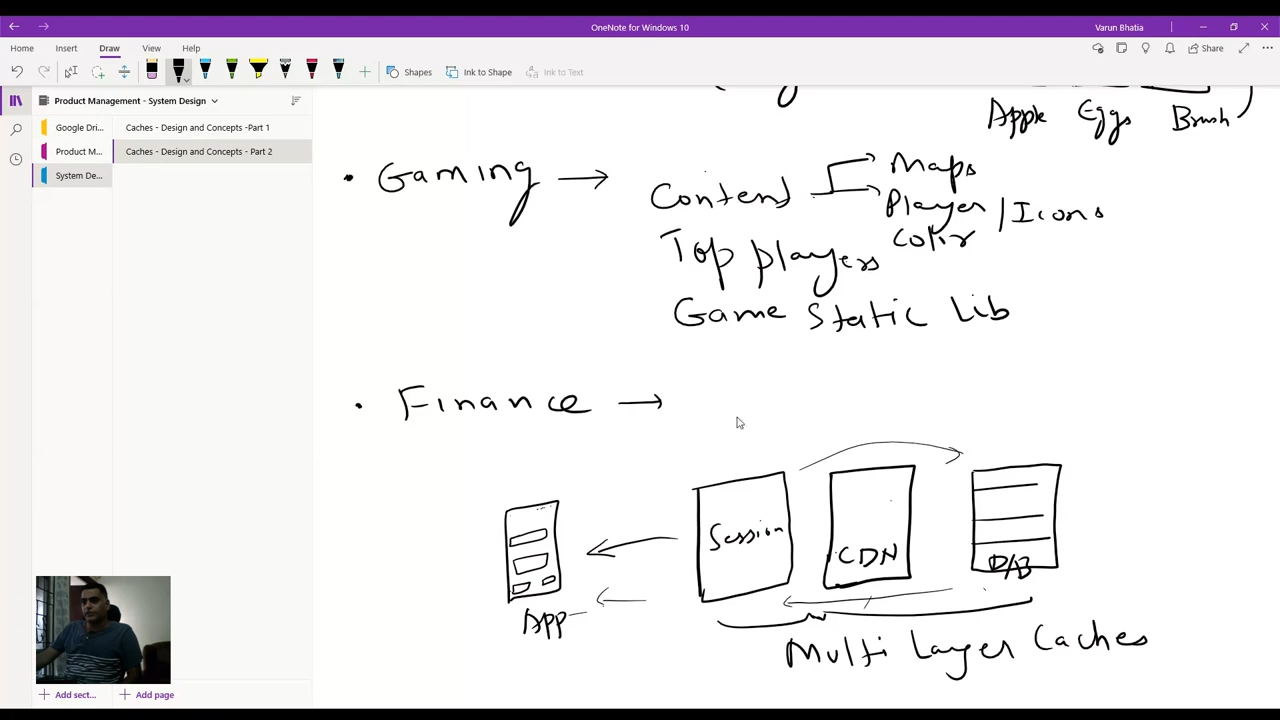 OneNote for Windows 10
Varun Bhatia
Home Insert Draw View Help
Share
Shapes Ink to Shape Ink to Text
Product Management - System Design
Google Dri...
Product M...
System De...
Caches - Design and Concepts -Part 1
Caches - Design and Concepts - Part 2
Apple Eggs Brush
• Gaming → Content
Maps
Player / Icons
Color
Top players
Game Static Lib
• Finance →
Session
CDN
D/B
APP
Multi Layer Caches
Add sect...
Add page